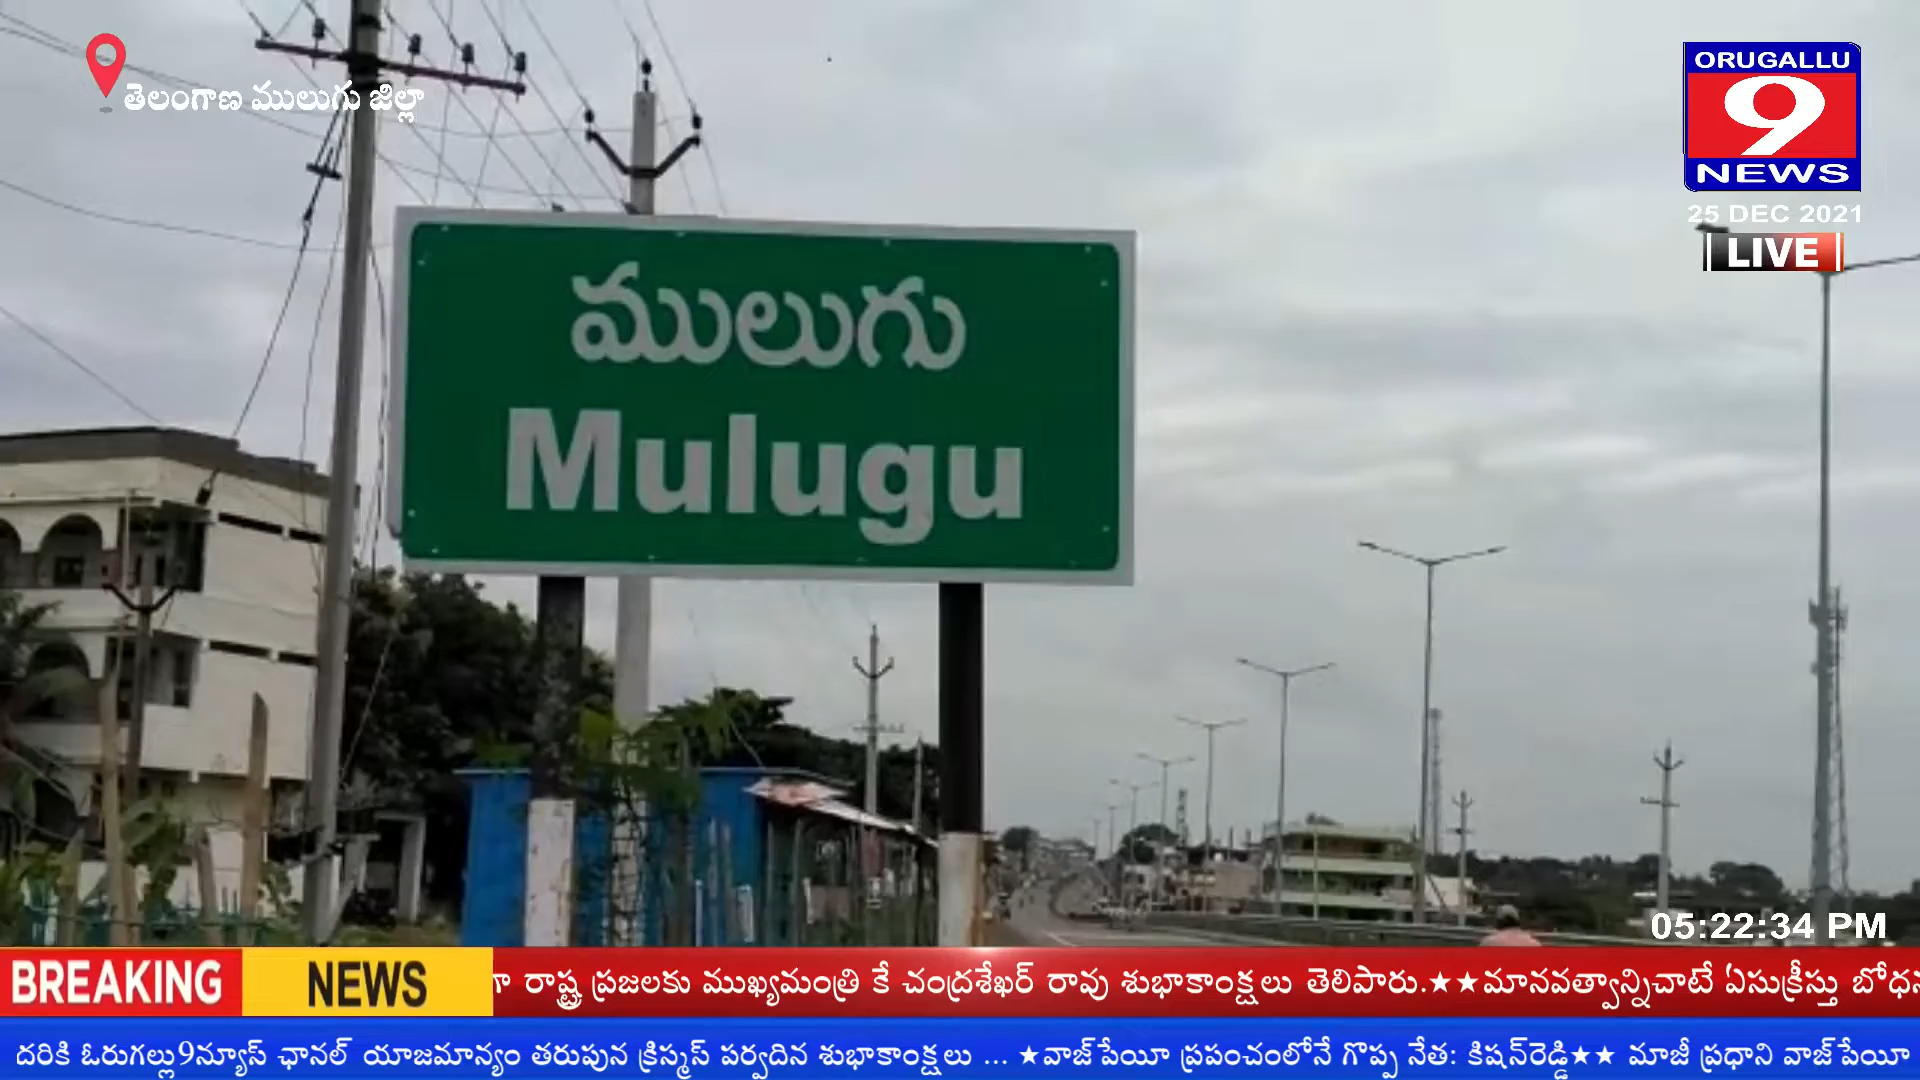 తెలంగాణ ములుగు జిల్లా
ORUGALLU
9
NEWS
25 DEC 2021
LIVE
ములుగు
Mulugu
05:22:34 PM
BREAKING NEWS
రాష్ట్ర ప్రజలకు ముఖ్యమంత్రి కే చంద్రశేఖర్ రావు శుభాకాంక్షలు తెలిపారు.★★మానవత్వాన్నిచాటే ఏసుక్రీస్తు
దరికి ఓరుగల్లు9న్యూస్ ఛానల్ యాజమాన్యం తరుపున క్రిస్మస్ పర్వదిన శుభాకాంక్షలు ... ★వాజ్‌పేయీ ప్రపంచంలోనే గొప్ప నేత: కిషన్‌రెడ్డి★★ మాజీ ప్రధాని వాజ్‌పేయీ